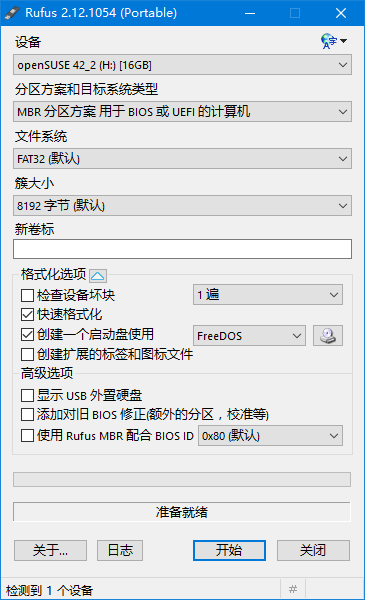 Rufus 2.12.1054 (Portable)
设备
openSUSE 42_2 (H:) [16GB]
分区方案和目标系统类型
MBR 分区方案 用于 BIOS 或 UEFI 的计算机
文件系统
FAT32 (默认)
簇大小
8192 字节 (默认)
新卷标
格式化选项
检查设备坏块 1 遍
快速格式化
创建一个启动盘使用 FreeDOS
创建扩展的标签和图标文件
高级选项
显示 USB 外置硬盘
添加对旧 BIOS 修正(额外的分区，校准等)
使用 Rufus MBR 配合 BIOS ID 0x80 (默认)
准备就绪
关于... 日志 开始 关闭
检测到 1 个设备 #